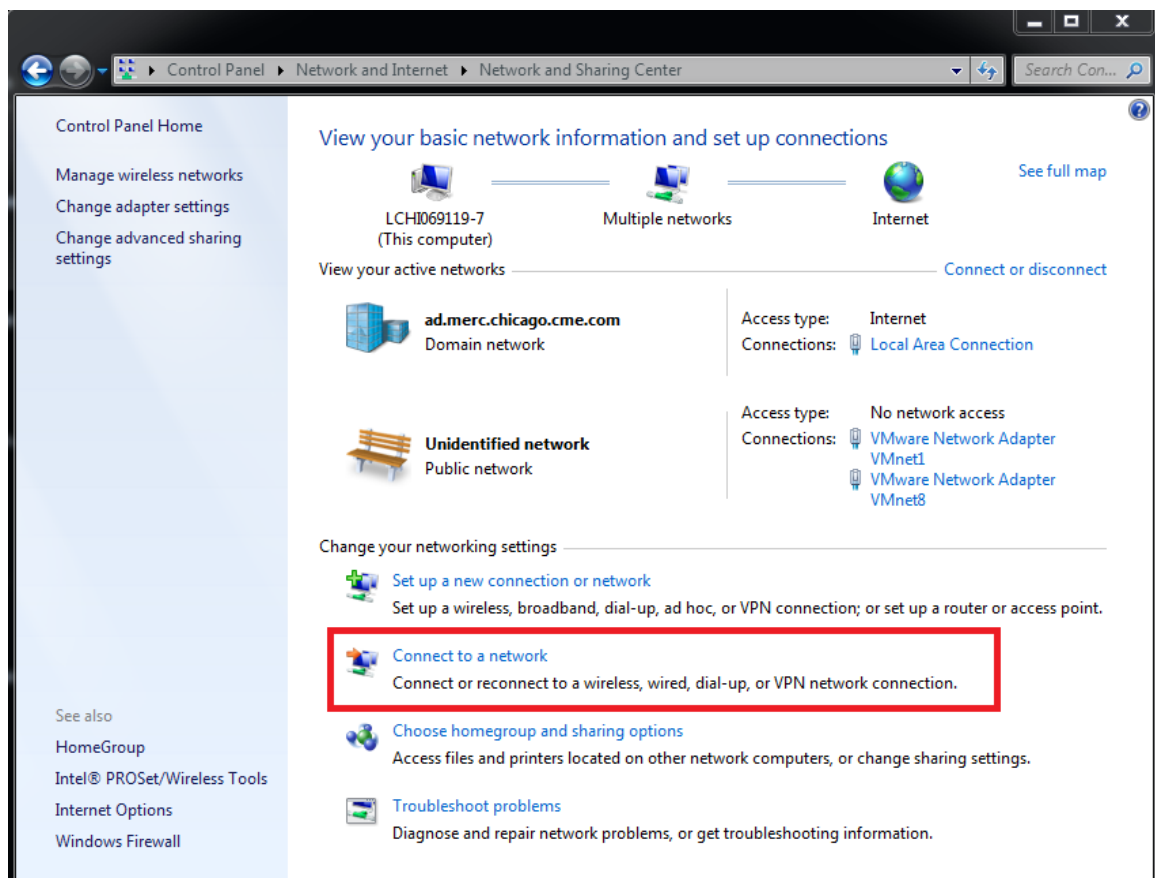 Control Panel ▸ Network and Internet ▸ Network and Sharing Center
Search Con...
Control Panel Home
Manage wireless networks
Change adapter settings
Change advanced sharing
settings
See also
HomeGroup
Intel® PROSet/Wireless Tools
Internet Options
Windows Firewall
View your basic network information and set up connections
See full map
LCHI069119-7
(This computer)
Multiple networks
Internet
View your active networks
Connect or disconnect
ad.merc.chicago.cme.com
Domain network
Access type: Internet
Connections: Local Area Connection
Unidentified network
Public network
Access type: No network access
Connections: VMware Network Adapter
VMnet1
VMware Network Adapter
VMnet8
Change your networking settings
Set up a new connection or network
Set up a wireless, broadband, dial-up, ad hoc, or VPN connection; or set up a router or access point.
Connect to a network
Connect or reconnect to a wireless, wired, dial-up, or VPN network connection.
Choose homegroup and sharing options
Access files and printers located on other network computers, or change sharing settings.
Troubleshoot problems
Diagnose and repair network problems, or get troubleshooting information.